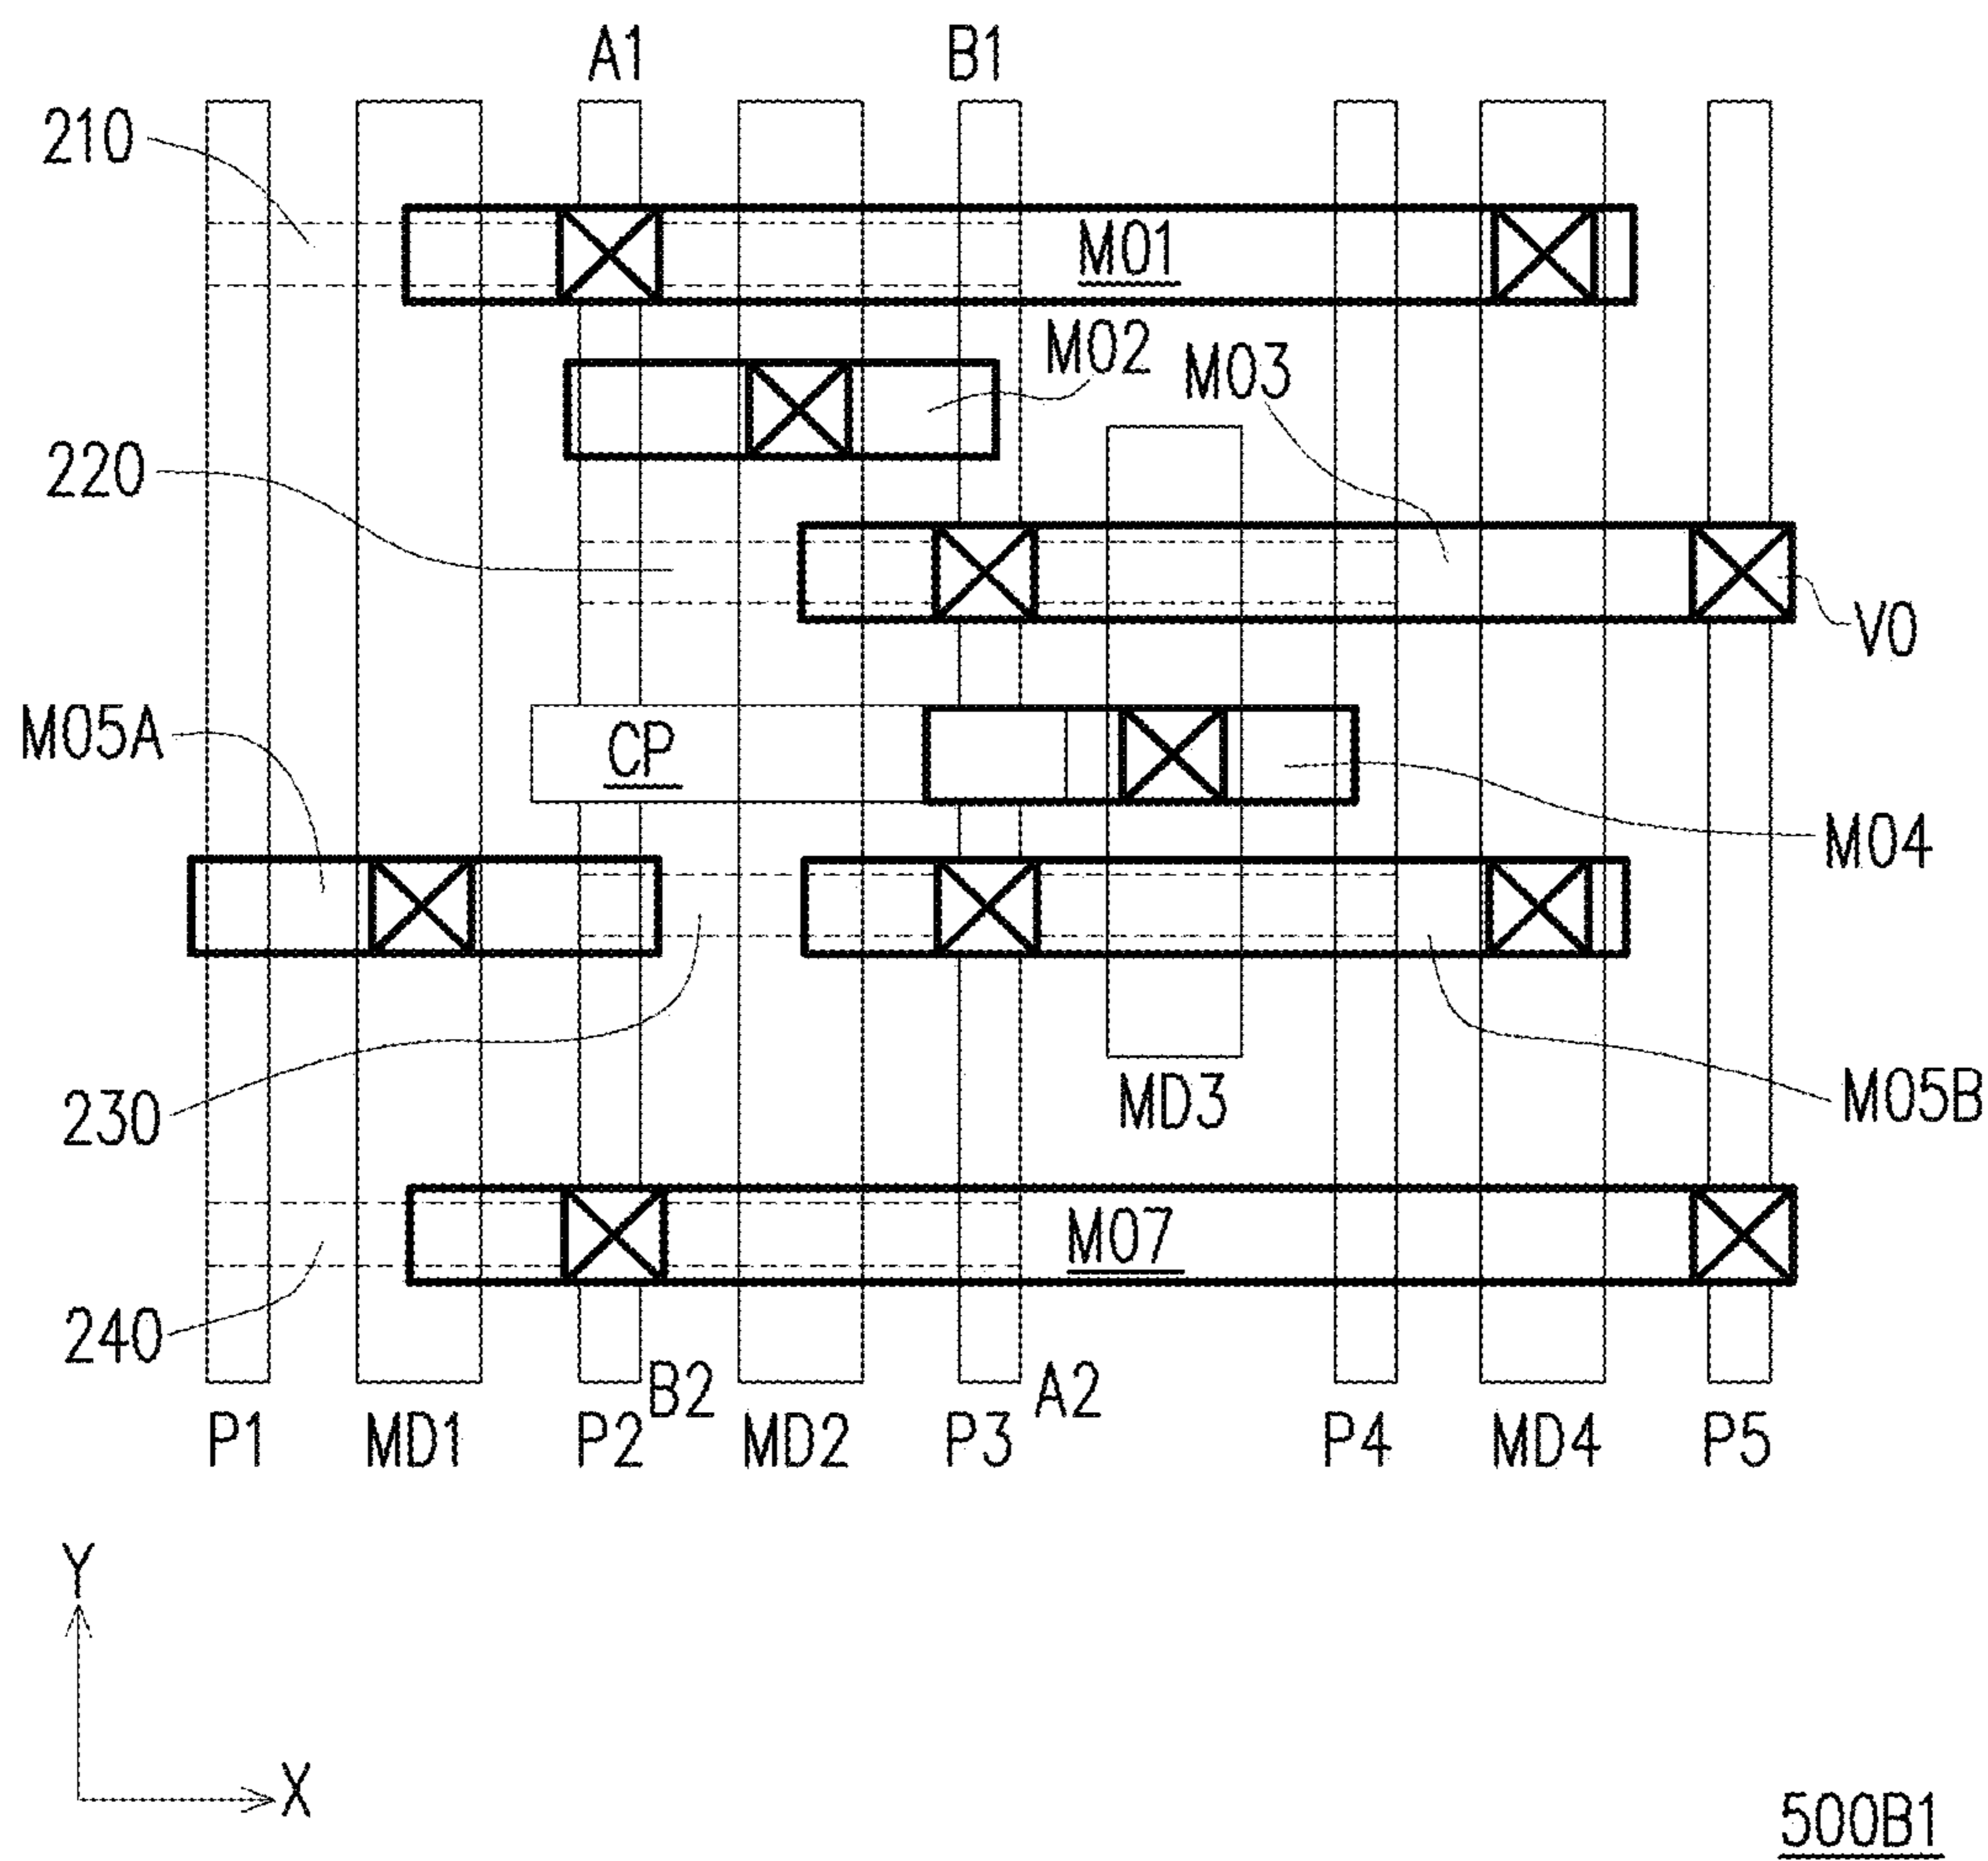 A1 B1
210
M01
M02
M03
220
V0
M05A
CP
M04
230
MD3
M05B
M07
240
B2 A2
P1 MD1 P2 MD2 P3 P4 MD4 P5
Y
X
500B1